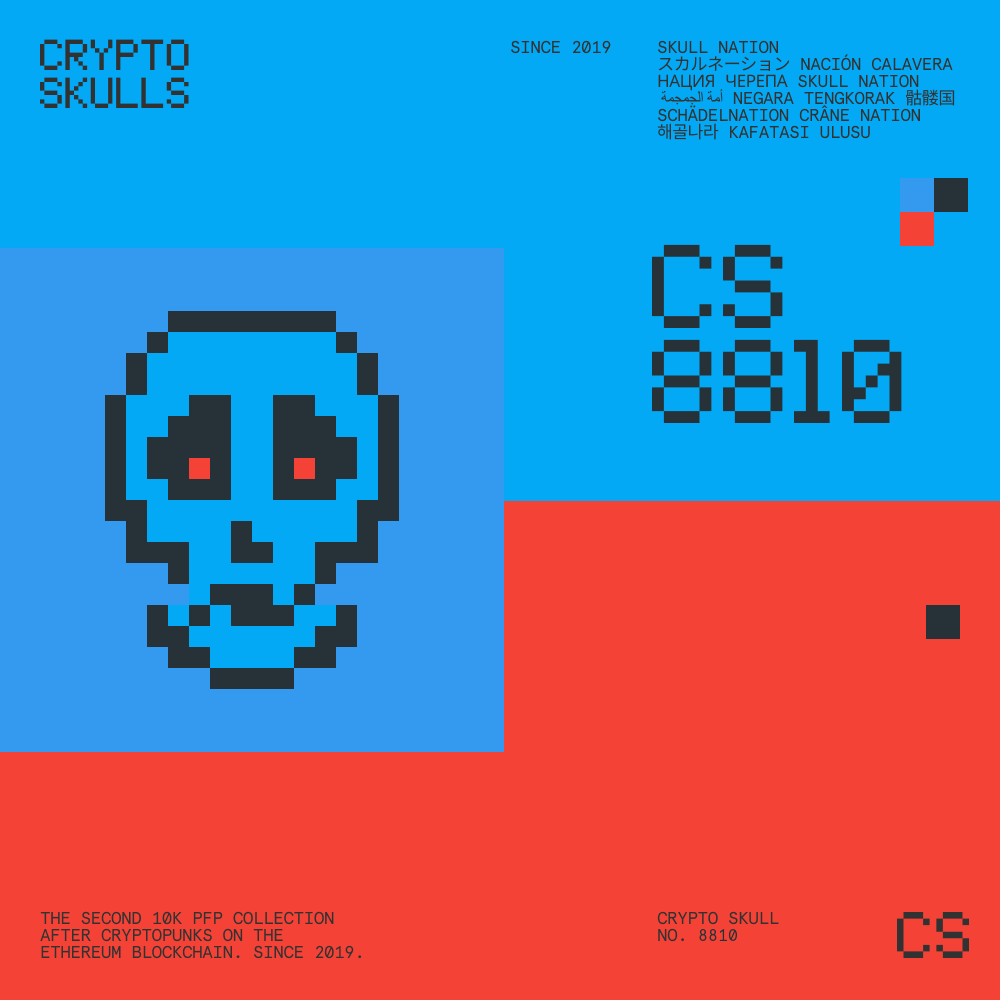 CRYPTO
SKULLS
SINCE 2019
SKULL NATION
スカルネーション NACIÓN CALAVERA
НАЦИЯ ЧЕРЕПА SKULL NATION
أمة الجمجمة NEGARA TENGKORAK 骷髅国
SCHÄDELNATION CRÂNE NATION
해골나라 KAFATASI ULUSU
CS
8810
THE SECOND 10K PFP COLLECTION
AFTER CRYPTOPUNKS ON THE
ETHEREUM BLOCKCHAIN. SINCE 2019.
CRYPTO SKULL
NO. 8810
CS